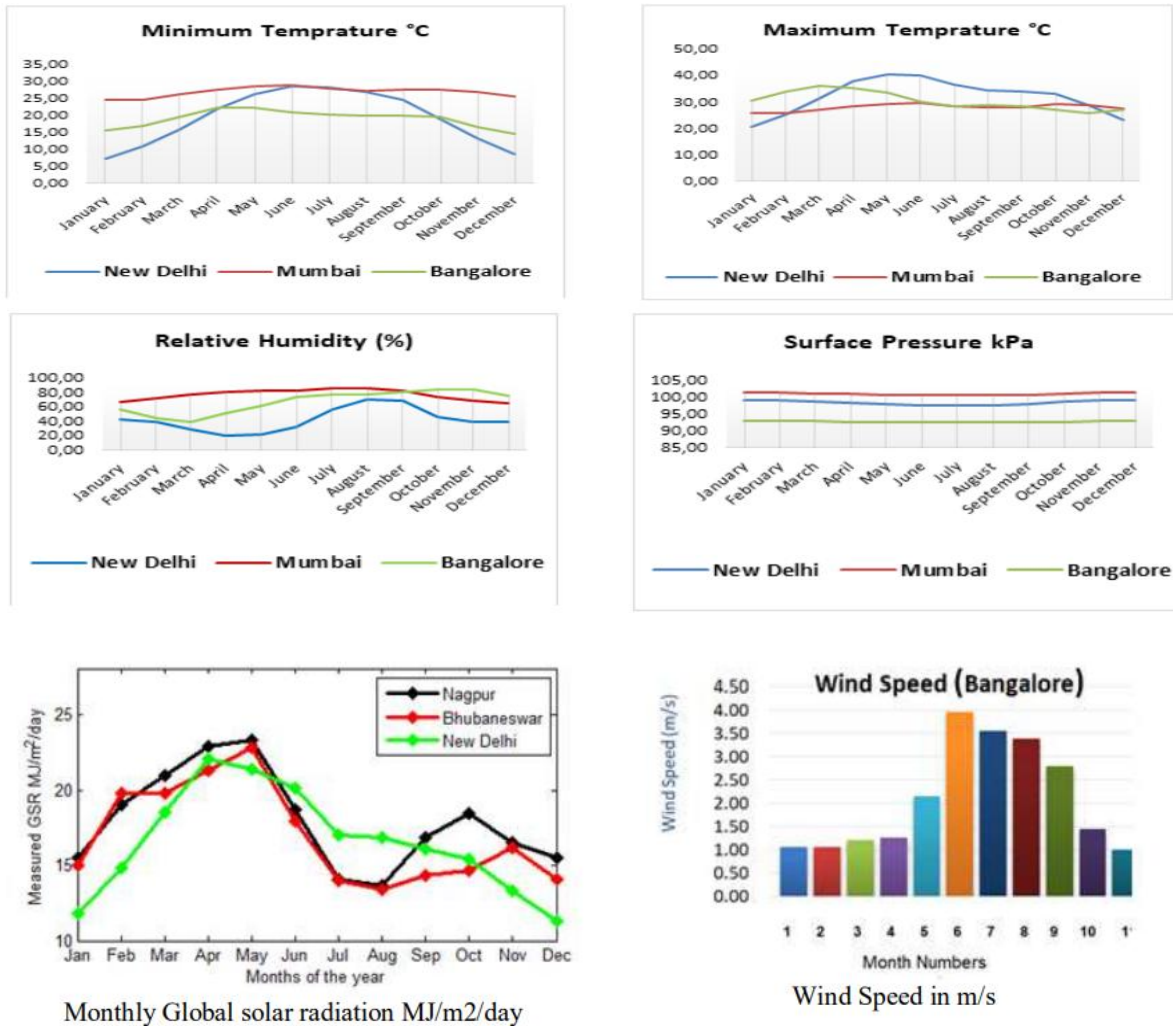 Minimum Temprature °C
35,00
30,00
25,00
20,00
15,00
10,00
5,00
0,00
January
February
March
April
May
June
July
August
September
October
November
December
New Delhi Mumbai Bangalore
Maximum Temprature °C
50,00
40,00
30,00
20,00
10,00
0,00
January
February
March
April
May
June
July
August
September
October
November
December
New Delhi Mumbai Bangalore
Relative Humidity (%)
100,00
80,00
60,00
40,00
20,00
0,00
January
February
March
April
May
June
July
August
September
October
November
December
New Delhi Mumbai Bangalore
Surface Pressure kPa
105,00
100,00
95,00
90,00
85,00
January
February
March
April
May
June
July
August
September
October
November
December
New Delhi Mumbai Bangalore
Measured GSR MJ/m²/day
25
20
15
10
Nagpur
Bhubaneswar
New Delhi
Jan Feb Mar Apr May Jun Jul Aug Sep Oct Nov Dec
Months of the year
Monthly Global solar radiation MJ/m2/day
Wind Speed (Bangalore)
Wind Speed (m/s)
4.50
4.00
3.50
3.00
2.50
2.00
1.50
1.00
0.50
0.00
1 2 3 4 5 6 7 8 9 10 1
Month Numbers
Wind Speed in m/s